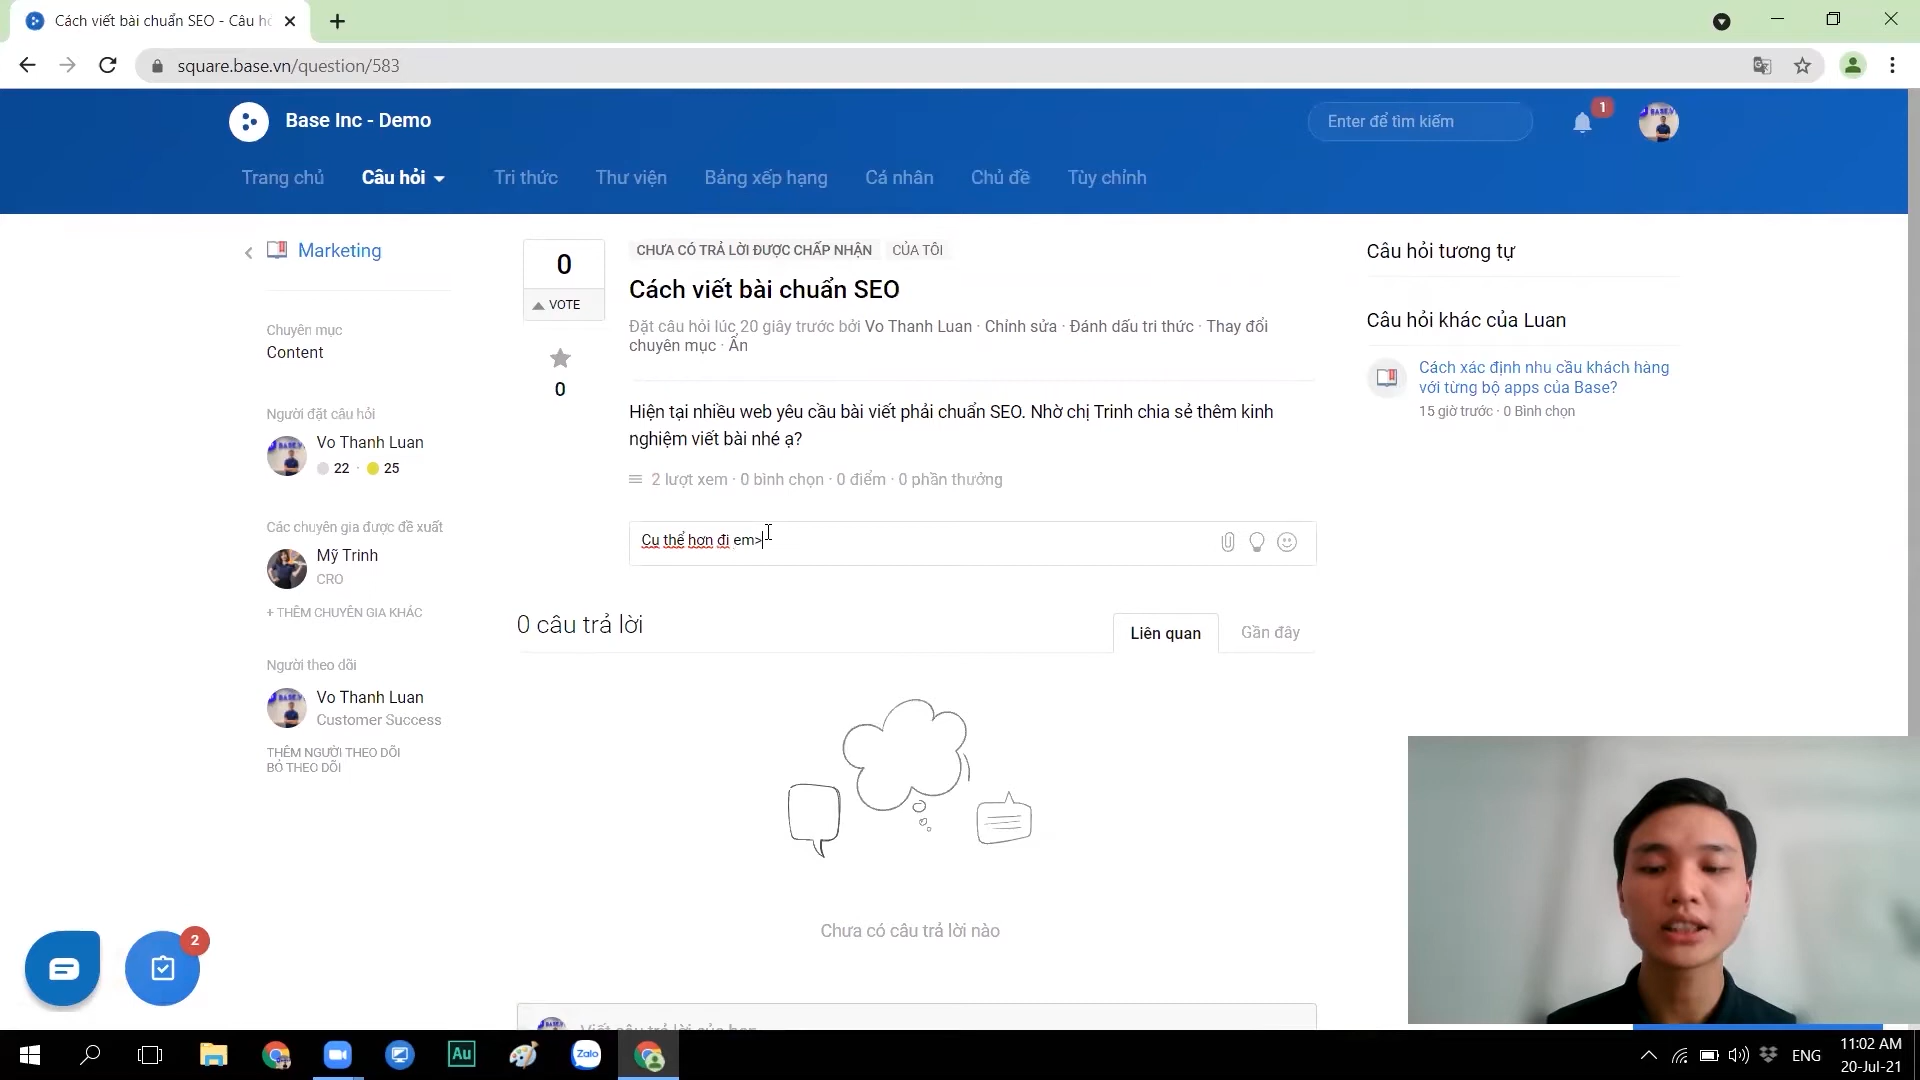 Cách viết bài chuẩn SEO - Câu hỏ
square.base.vn/question/583
Base Inc - Demo
Enter để tìm kiếm
1
Trang chủ
Câu hỏi
Tri thức
Thư viện
Bảng xếp hạng
Cá nhân
Chủ đề
Tùy chỉnh
Marketing
Chuyên mục
Content
Người đặt câu hỏi
Vo Thanh Luan
22 · 25
Các chuyên gia được đề xuất
Mỹ Trinh
CRO
+ THÊM CHUYÊN GIA KHÁC
Người theo dõi
Vo Thanh Luan
Customer Success
THÊM NGƯỜI THEO DÕI
BỎ THEO DÕI
0
VOTE
0
CHƯA CÓ TRẢ LỜI ĐƯỢC CHẤP NHẬN CỦA TÔI
Cách viết bài chuẩn SEO
Đặt câu hỏi lúc 20 giây trước bởi Vo Thanh Luan · Chỉnh sửa · Đánh dấu tri thức · Thay đổi
chuyên mục · Ẩn
Hiện tại nhiều web yêu cầu bài viết phải chuẩn SEO. Nhờ chị Trinh chia sẻ thêm kinh
nghiệm viết bài nhé ạ?
2 lượt xem · 0 bình chọn · 0 điểm · 0 phần thưởng
Cu thể hơn đi em>
0 câu trả lời
Liên quan
Gần đây
Chưa có câu trả lời nào
Viết câu trả lời của bạn
Câu hỏi tương tự
Câu hỏi khác của Luan
Cách xác định nhu cầu khách hàng
với từng bộ apps của Base?
15 giờ trước · 0 Bình chọn
2
Au
Zalo
ENG
11:02 AM
20-Jul-21